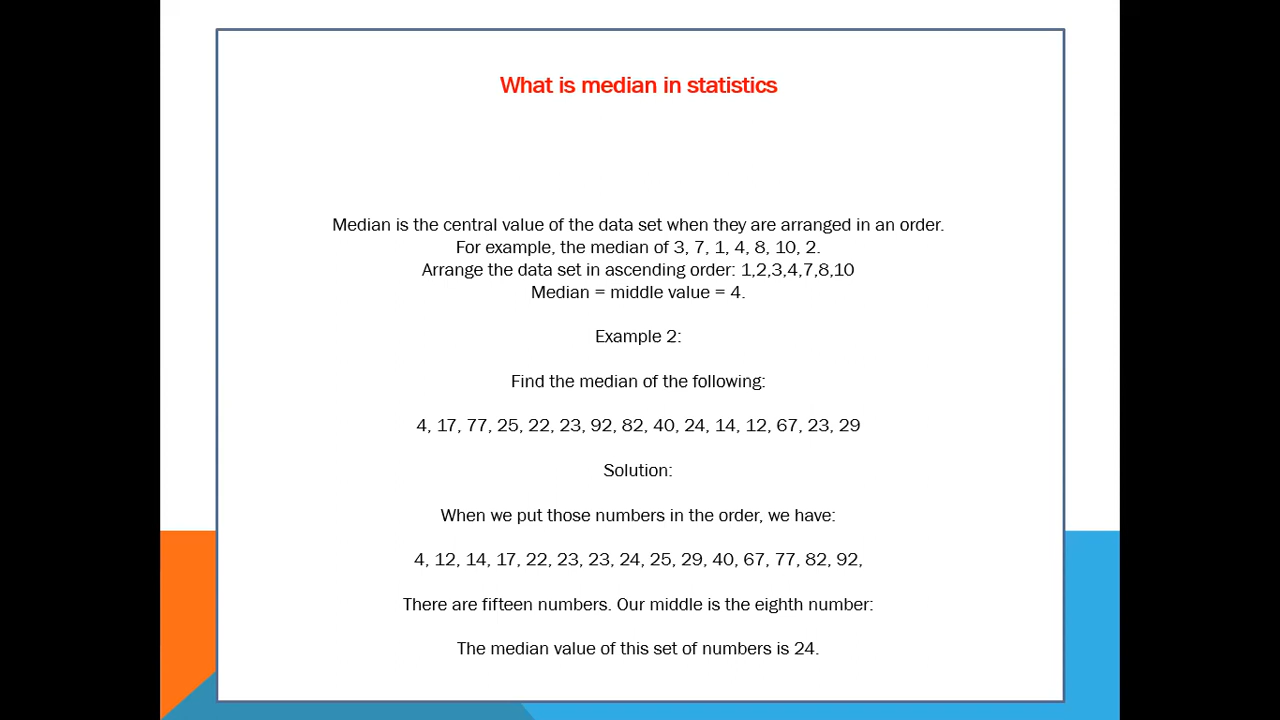 What is median in statistics
Median is the central value of the data set when they are arranged in an order.
For example, the median of 3, 7, 1, 4, 8, 10, 2.
Arrange the data set in ascending order: 1,2,3,4,7,8,10
Median = middle value = 4.
Example 2:
Find the median of the following:
4, 17, 77, 25, 22, 23, 92, 82, 40, 24, 14, 12, 67, 23, 29
Solution:
When we put those numbers in the order, we have:
4, 12, 14, 17, 22, 23, 23, 24, 25, 29, 40, 67, 77, 82, 92,
There are fifteen numbers. Our middle is the eighth number:
The median value of this set of numbers is 24.